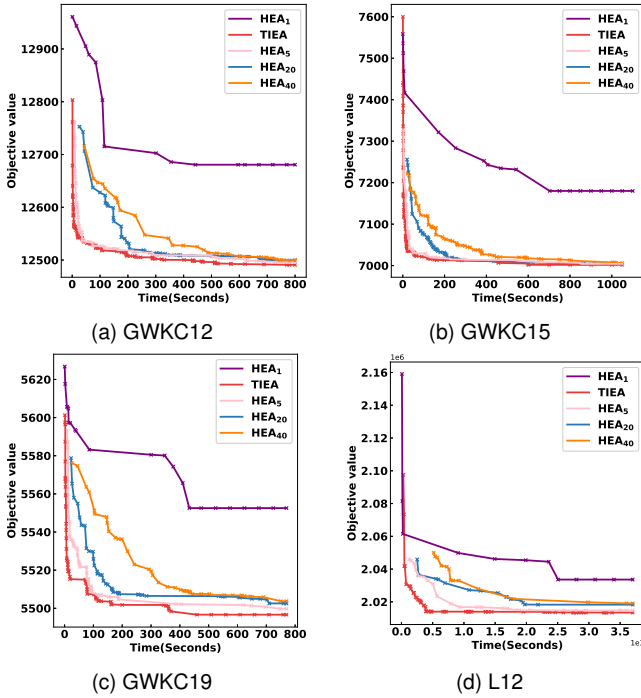 HEA1
TIEA
HEA5
HEA20
HEA40
12900
12800
12700
12600
12500
Objective value
0 100 200 300 400 500 600 700 800
Time(Seconds)
(a) GWKC12
HEA1
TIEA
HEA5
HEA20
HEA40
7600
7500
7400
7300
7200
7100
7000
Objective value
0 200 400 600 800 1000
Time(Seconds)
(b) GWKC15
HEA1
TIEA
HEA5
HEA20
HEA40
5620
5600
5580
5560
5540
5520
5500
Objective value
0 100 200 300 400 500 600 700 800
Time(Seconds)
(c) GWKC19
1e6
HEA1
TIEA
HEA5
HEA20
HEA40
2.16
2.14
2.12
2.10
2.08
2.06
2.04
2.02
Objective value
0.0 0.5 1.0 1.5 2.0 2.5 3.0 3.5
Time(Seconds)
(d) L12